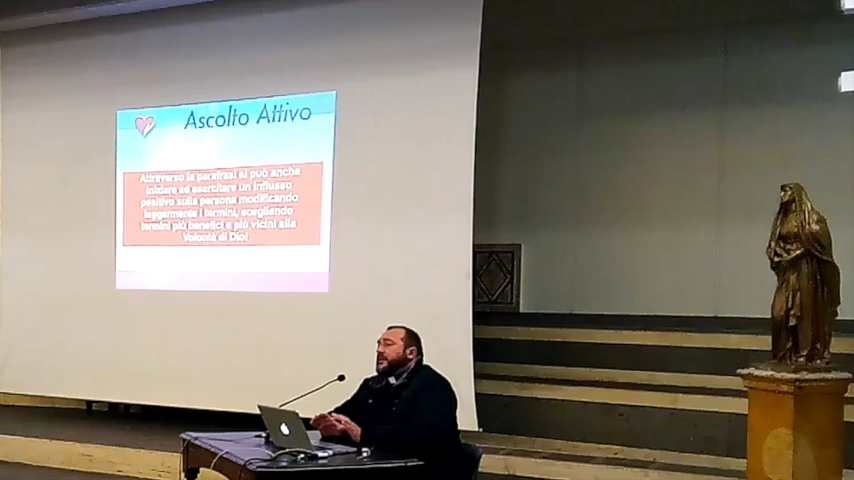 Ascolto Attivo
Attraverso la parafrasi si può anche
iniziare ad esercitare un influsso
positivo sulla persona modificando
leggermente i termini, scegliendo
termini più benefici e più vicini alla
Volontà di Dio!